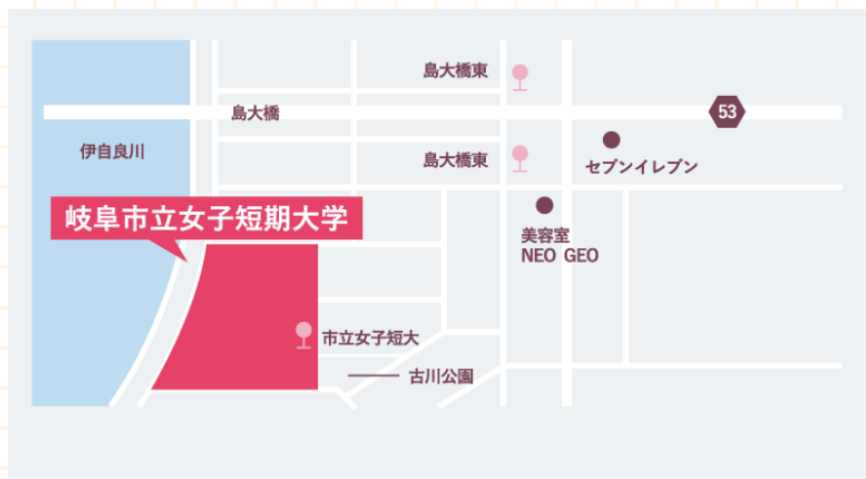 島大橋東
島大橋
53
伊自良川
島大橋東
セブンイレブン
岐阜市立女子短期大学
美容室
NEO GEO
市立女子短大
古川公園